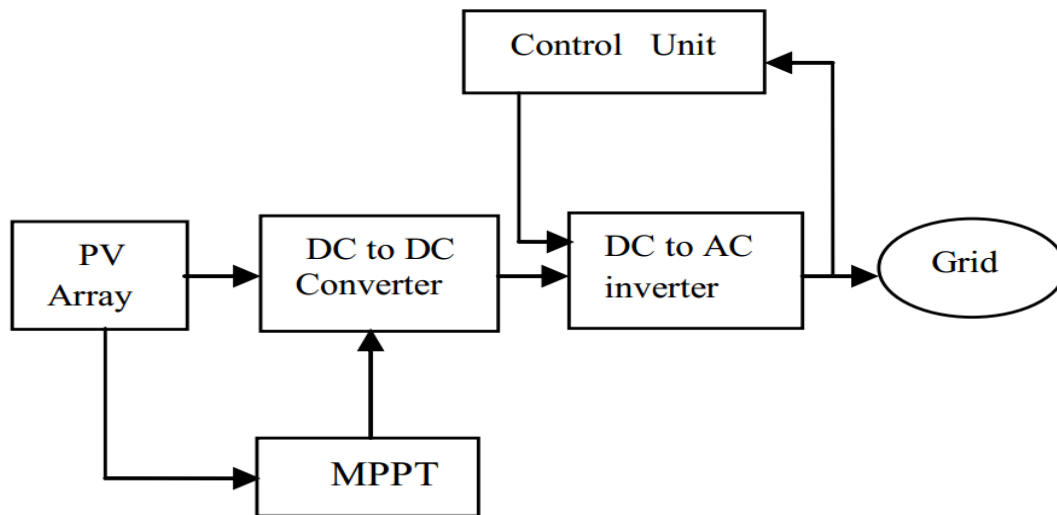 Control Unit
PV
Array
DC to DC
Converter
DC to AC
inverter
Grid
MPPT